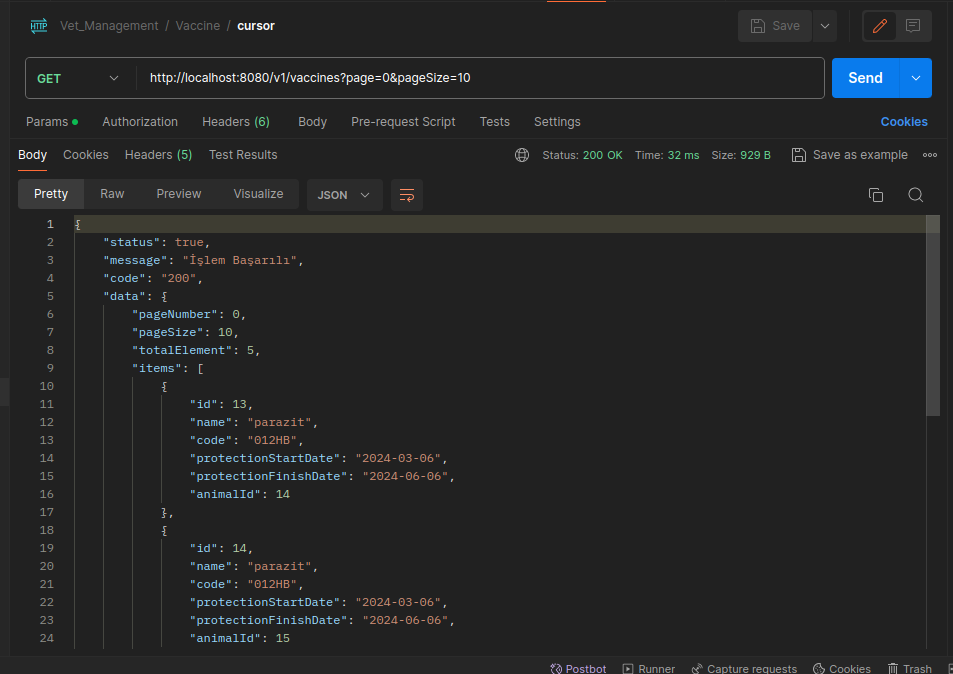 HTTP Vet_Management / Vaccine / cursor Save
GET http://localhost:8080/v1/vaccines?page=0&pageSize=10 Send
Params Authorization Headers (6) Body Pre-request Script Tests Settings Cookies
Body Cookies Headers (5) Test Results Status: 200 OK Time: 32 ms Size: 929 B Save as example
Pretty Raw Preview Visualize JSON
1 {
2 "status": true,
3 "message": "İşlem Başarılı",
4 "code": "200",
5 "data": {
6 "pageNumber": 0,
7 "pageSize": 10,
8 "totalElement": 5,
9 "items": [
10 {
11 "id": 13,
12 "name": "parazit",
13 "code": "012HB",
14 "protectionStartDate": "2024-03-06",
15 "protectionFinishDate": "2024-06-06",
16 "animalId": 14
17 },
18 {
19 "id": 14,
20 "name": "parazit",
21 "code": "012HB",
22 "protectionStartDate": "2024-03-06",
23 "protectionFinishDate": "2024-06-06",
24 "animalId": 15
Postbot Runner Capture requests Cookies Trash